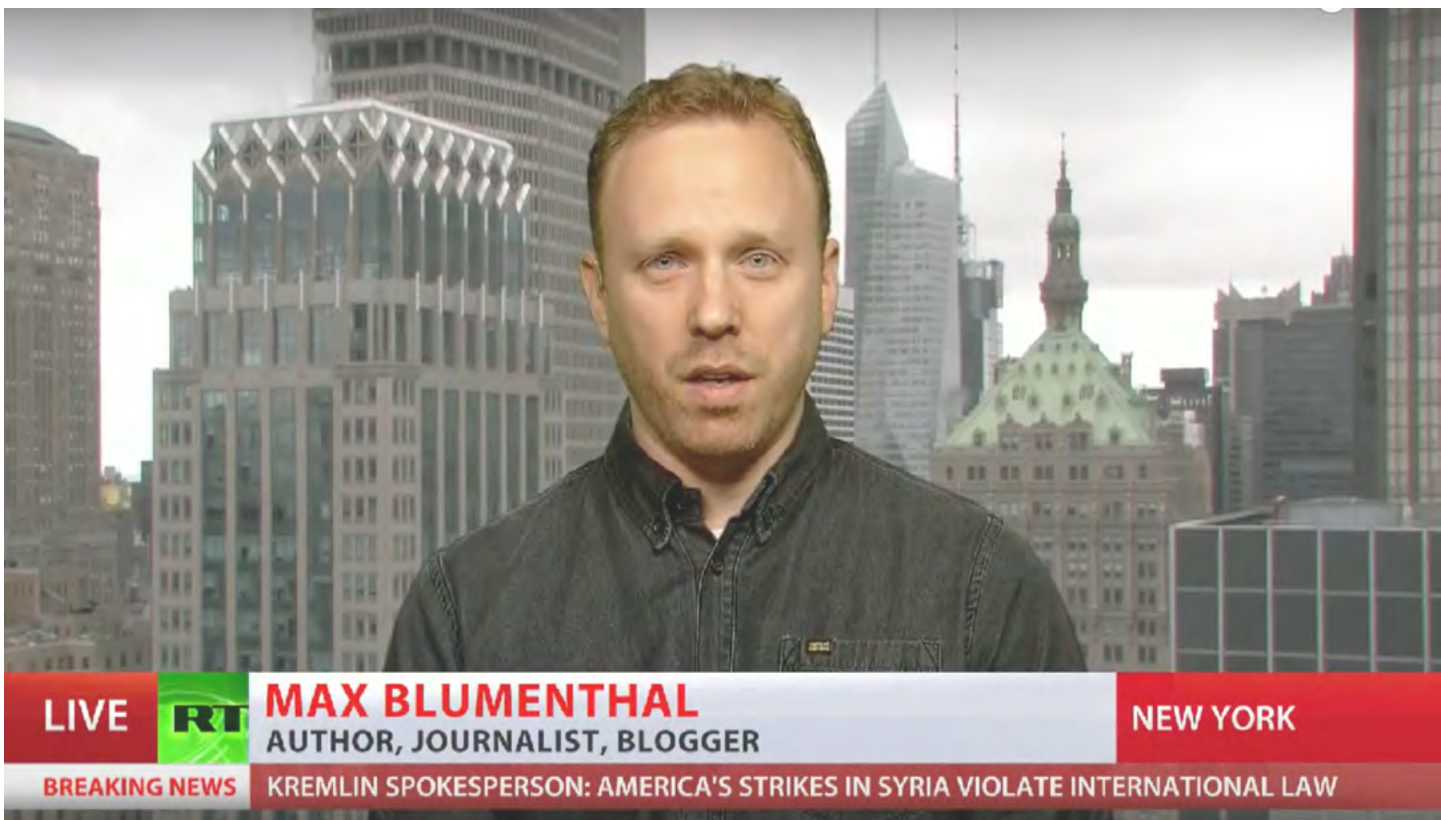 LIVE
RT
MAX BLUMENTHAL
AUTHOR, JOURNALIST, BLOGGER
NEW YORK
BREAKING NEWS
KREMLIN SPOKESPERSON: AMERICA'S STRIKES IN SYRIA VIOLATE INTERNATIONAL LAW